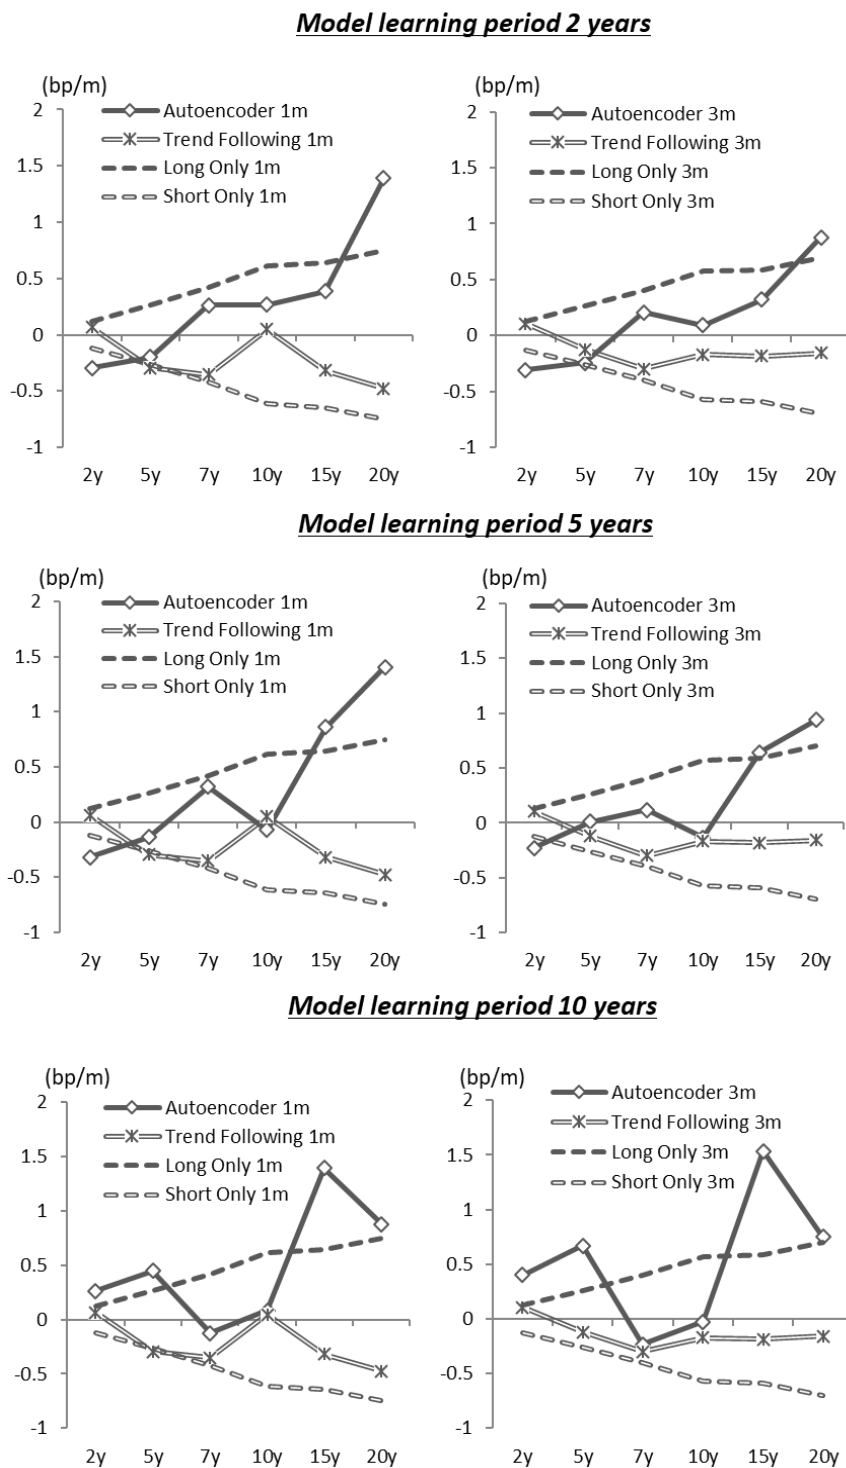 Model learning period 2 years
(bp/m)
2
1.5
1
0.5
0
-0.5
-1
Autoencoder 1m
Trend Following 1m
Long Only 1m
Short Only 1m
2y 5y 7y 10y 15y 20y
(bp/m)
2
1.5
1
0.5
0
-0.5
-1
Autoencoder 3m
Trend Following 3m
Long Only 3m
Short Only 3m
2y 5y 7y 10y 15y 20y
Model learning period 5 years
(bp/m)
2
1.5
1
0.5
0
-0.5
-1
Autoencoder 1m
Trend Following 1m
Long Only 1m
Short Only 1m
2y 5y 7y 10y 15y 20y
(bp/m)
2
1.5
1
0.5
0
-0.5
-1
Autoencoder 3m
Trend Following 3m
Long Only 3m
Short Only 3m
2y 5y 7y 10y 15y 20y
Model learning period 10 years
(bp/m)
2
1.5
1
0.5
0
-0.5
-1
Autoencoder 1m
Trend Following 1m
Long Only 1m
Short Only 1m
2y 5y 7y 10y 15y 20y
(bp/m)
2
1.5
1
0.5
0
-0.5
-1
Autoencoder 3m
Trend Following 3m
Long Only 3m
Short Only 3m
2y 5y 7y 10y 15y 20y